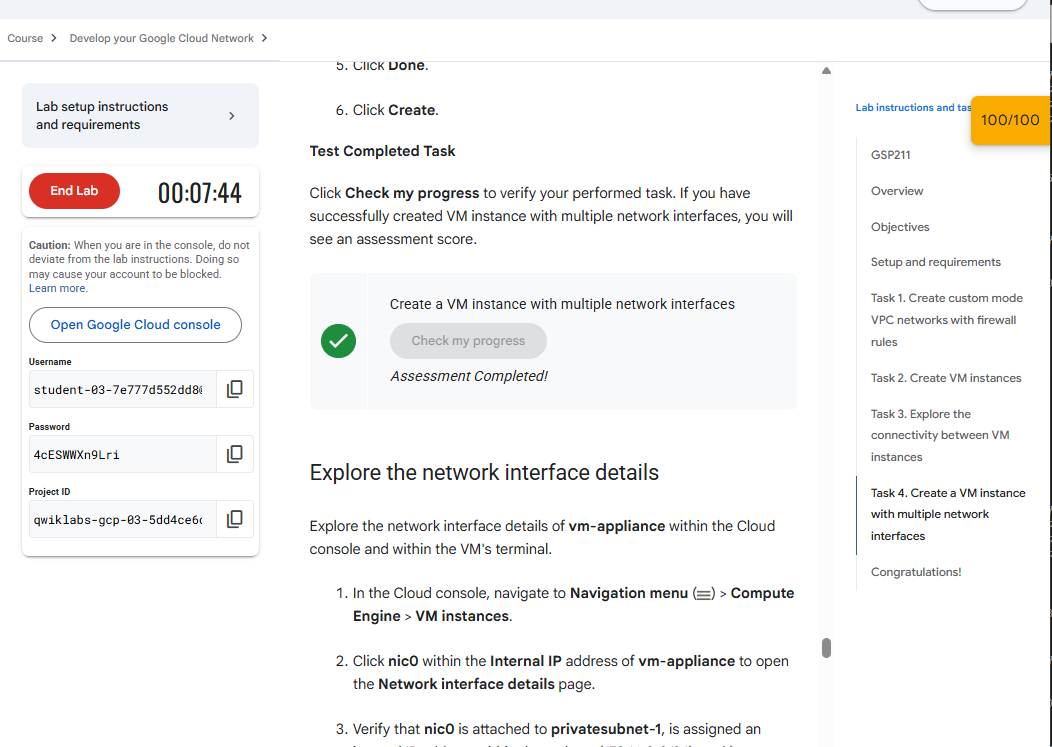 Course > Develop your Google Cloud Network >
Lab setup instructions
and requirements
End Lab
00:07:44
Caution: When you are in the console, do not
deviate from the lab instructions. Doing so
may cause your account to be blocked.
Learn more.
Open Google Cloud console
Username
student-03-7e777d552dd8
Password
4cESWWXn9Lri
Project ID
qwiklabs-gcp-03-5dd4ce6
5. Click Done.
6. Click Create.
Test Completed Task
Click Check my progress to verify your performed task. If you have
successfully created VM instance with multiple network interfaces, you will
see an assessment score.
Create a VM instance with multiple network interfaces
Check my progress
Assessment Completed!
Explore the network interface details
Explore the network interface details of vm-appliance within the Cloud
console and within the VM's terminal.
1. In the Cloud console, navigate to Navigation menu (≡) > Compute
Engine > VM instances.
2. Click nic0 within the Internal IP address of vm-appliance to open
the Network interface details page.
3. Verify that nic0 is attached to privatesubnet-1, is assigned an
Lab instructions and tas
100/100
GSP211
Overview
Objectives
Setup and requirements
Task 1. Create custom mode
VPC networks with firewall
rules
Task 2. Create VM instances
Task 3. Explore the
connectivity between VM
instances
Task 4. Create a VM instance
with multiple network
interfaces
Congratulations!